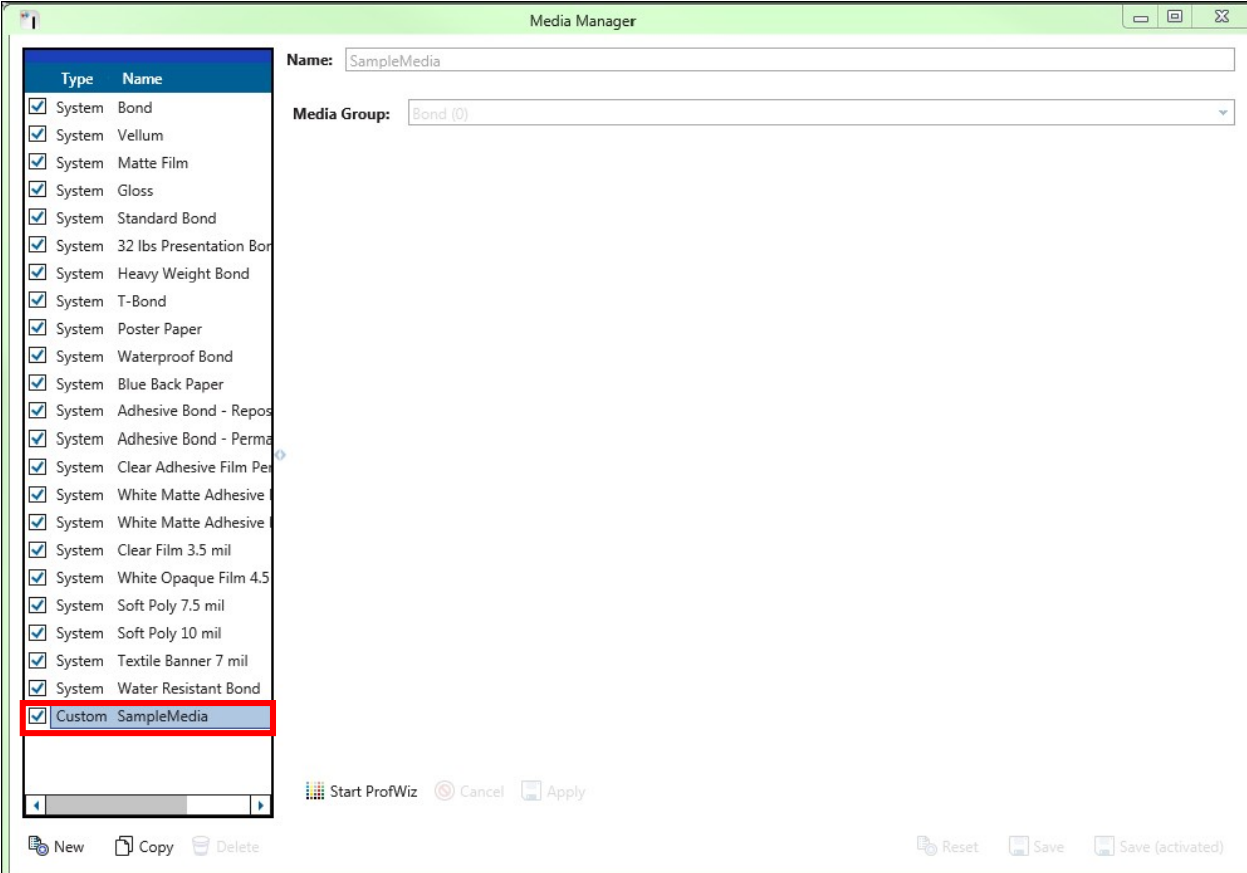 Media Manager
Name: SampleMedia
Media Group: Bond (0)
Type Name
System Bond
System Vellum
System Matte Film
System Gloss
System Standard Bond
System 32 lbs Presentation Bon
System Heavy Weight Bond
System T-Bond
System Poster Paper
System Waterproof Bond
System Blue Back Paper
System Adhesive Bond - Repos
System Adhesive Bond - Perma
System Clear Adhesive Film Per
System White Matte Adhesive
System White Matte Adhesive
System Clear Film 3.5 mil
System White Opaque Film 4.5
System Soft Poly 7.5 mil
System Soft Poly 10 mil
System Textile Banner 7 mil
System Water Resistant Bond
Custom SampleMedia
Start ProfWiz Cancel Apply
New Copy Delete Reset Save Save (activated)